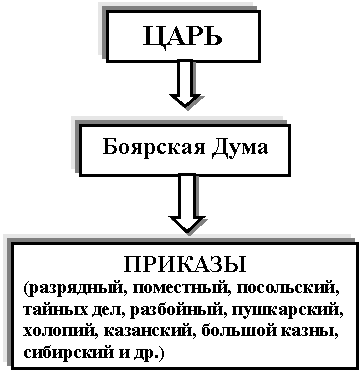 ЦАРЬ
Боярская Дума
ПРИКАЗЫ
(разрядный, поместный, посольский,
тайных дел, разбойный, пушкарский,
холопий, казанский, большой казны,
сибирский и др.)